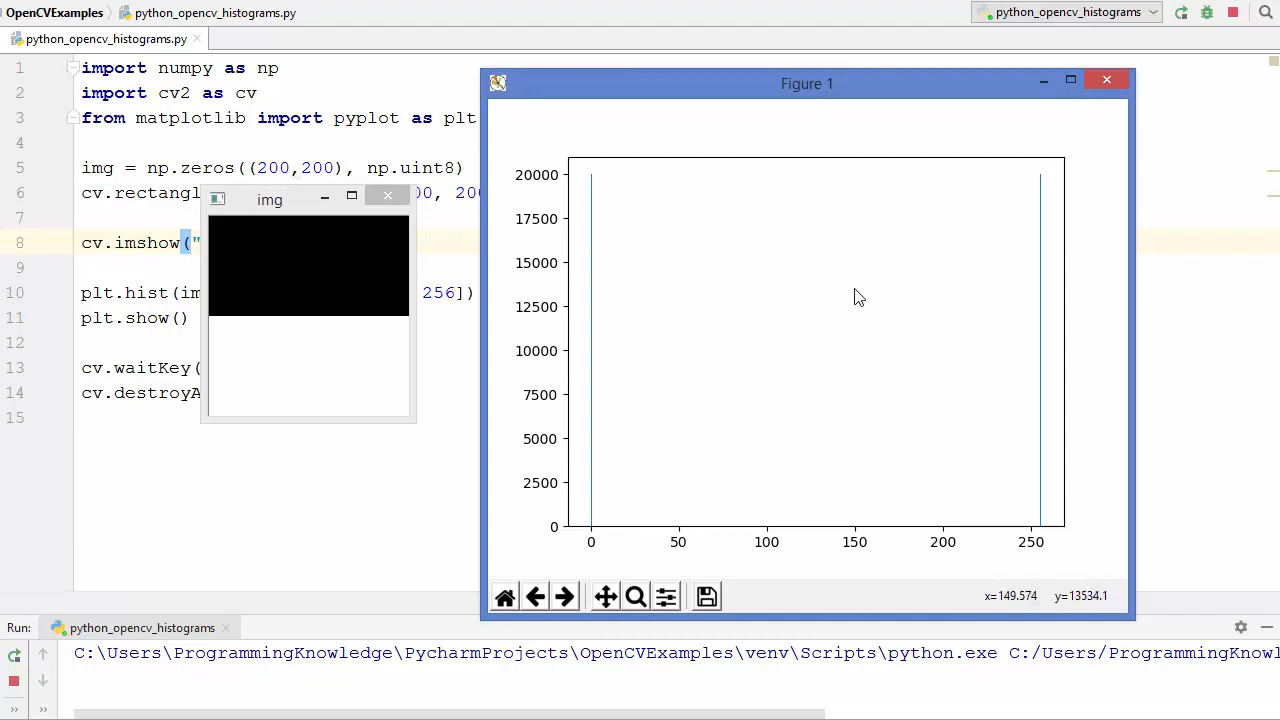 OpenCVExamples python_opencv_histograms.py python_opencv_histograms
python_opencv_histograms.py
1 import numpy as np
2 import cv2 as cv
3 from matplotlib import pyplot as plt
4
5 img = np.zeros((200,200), np.uint8)
6 cv.rectangl 200
7
8 cv.imshow("
9
10 plt.hist(im 256])
11 plt.show()
12
13 cv.waitKey(
14 cv.destroyA
15
img
Figure 1
20000
17500
15000
12500
10000
7500
5000
2500
0
0 50 100 150 200 250
x=149.574 y=13534.1
Run: python_opencv_histograms
C:\Users\ProgrammingKnowledge\PycharmProjects\OpenCVExamples\venv\Scripts\python.exe C:/Users/ProgrammingKnowl